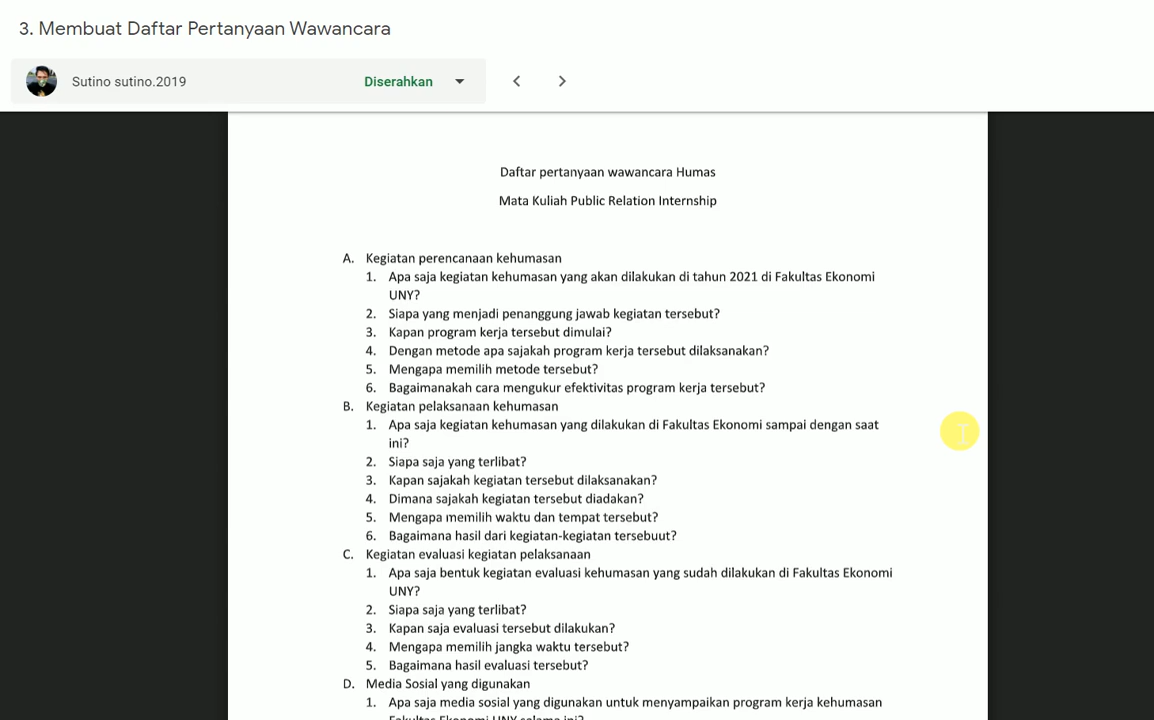 3. Membuat Daftar Pertanyaan Wawancara
Sutino sutino.2019
Diserahkan
Daftar pertanyaan wawancara Humas
Mata Kuliah Public Relation Internship
A. Kegiatan perencanaan kehumasan
1. Apa saja kegiatan kehumasan yang akan dilakukan di tahun 2021 di Fakultas Ekonomi
UNY?
2. Siapa yang menjadi penanggung jawab kegiatan tersebut?
3. Kapan program kerja tersebut dimulai?
4. Dengan metode apa sajakah program kerja tersebut dilaksanakan?
5. Mengapa memilih metode tersebut?
6. Bagaimanakah cara mengukur efektivitas program kerja tersebut?
B. Kegiatan pelaksanaan kehumasan
1. Apa saja kegiatan kehumasan yang dilakukan di Fakultas Ekonomi sampai dengan saat
ini?
2. Siapa saja yang terlibat?
3. Kapan sajakah kegiatan tersebut dilaksanakan?
4. Dimana sajakah kegiatan tersebut diadakan?
5. Mengapa memilih waktu dan tempat tersebut?
6. Bagaimana hasil dari kegiatan-kegiatan tersebuut?
C. Kegiatan evaluasi kegiatan pelaksanaan
1. Apa saja bentuk kegiatan evaluasi kehumasan yang sudah dilakukan di Fakultas Ekonomi
UNY?
2. Siapa saja yang terlibat?
3. Kapan saja evaluasi tersebut dilakukan?
4. Mengapa memilih jangka waktu tersebut?
5. Bagaimana hasil evaluasi tersebut?
D. Media Sosial yang digunakan
1. Apa saja media sosial yang digunakan untuk menyampaikan program kerja kehumasan
Fakultas Ekonomi UNY selama ini?